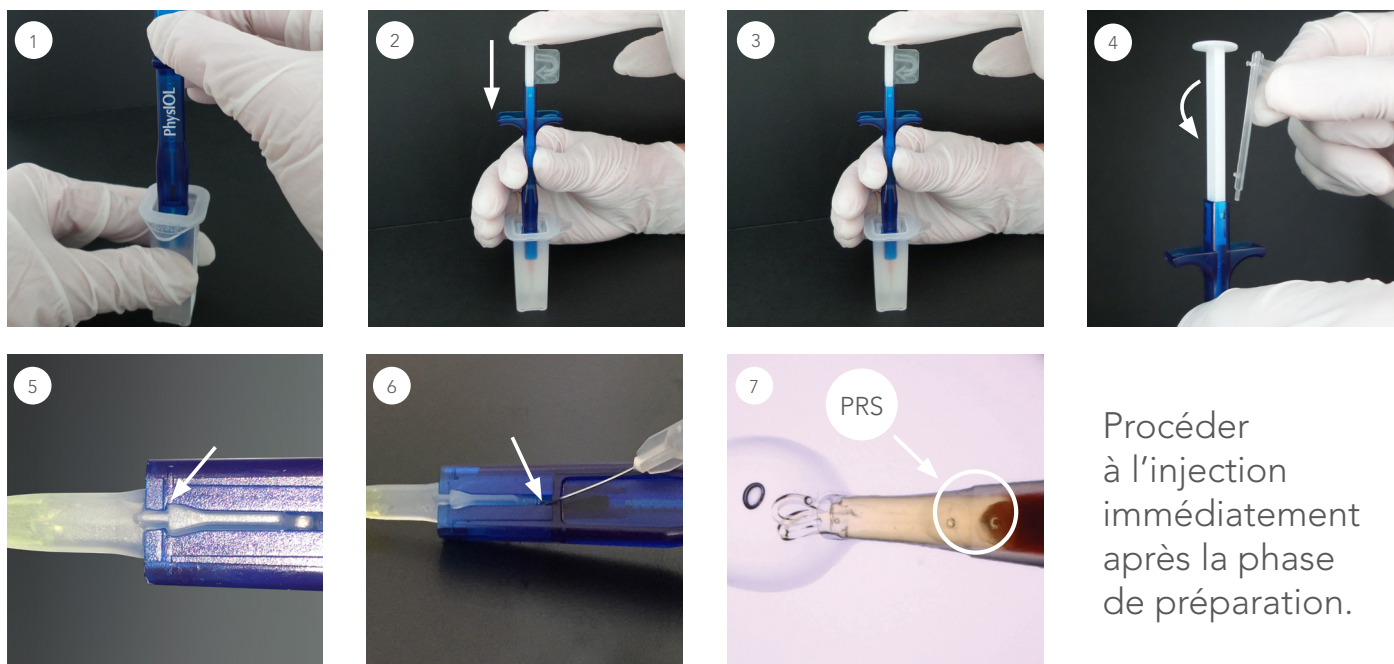 1
2
3
4
PhysIOL
5
6
7
PRS
Procéder
à l’injection
immédiatement
après la phase
de préparation.